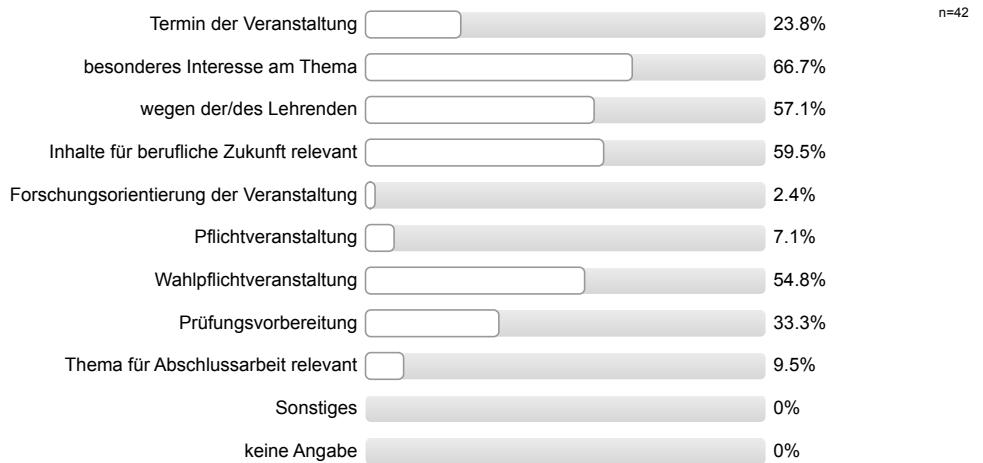 Termin der Veranstaltung 23.8% n=42
besonderes Interesse am Thema 66.7%
wegen der/des Lehrenden 57.1%
Inhalte für berufliche Zukunft relevant 59.5%
Forschungsorientierung der Veranstaltung 2.4%
Pflichtveranstaltung 7.1%
Wahlpflichtveranstaltung 54.8%
Prüfungsvorbereitung 33.3%
Thema für Abschlussarbeit relevant 9.5%
Sonstiges 0%
keine Angabe 0%